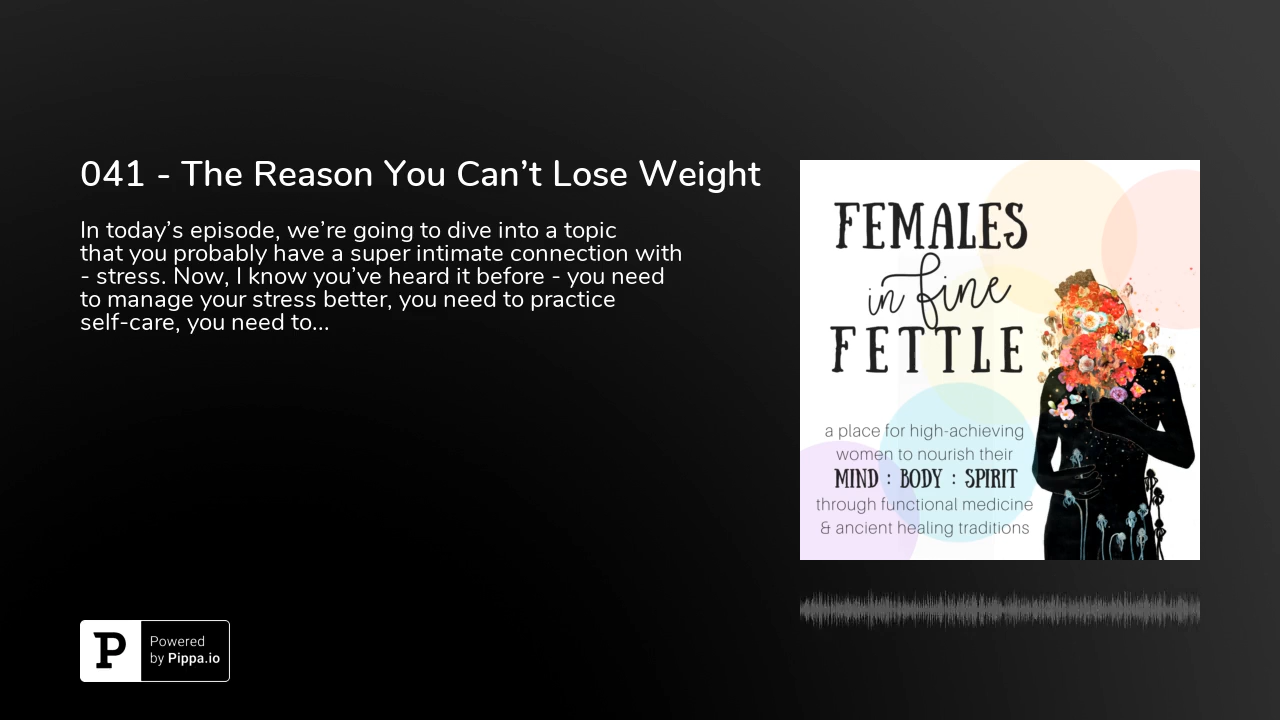 041 - The Reason You Can’t Lose Weight
In today’s episode, we’re going to dive into a topic
that you probably have a super intimate connection with
- stress. Now, I know you’ve heard it before - you need
to manage your stress better, you need to practice
self-care, you need to...
FEMALES
in fine
FETTLE
a place for high-achieving
women to nourish their
MIND : BODY : SPIRIT
through functional medicine
& ancient healing traditions
P
Powered
by Pippa.io